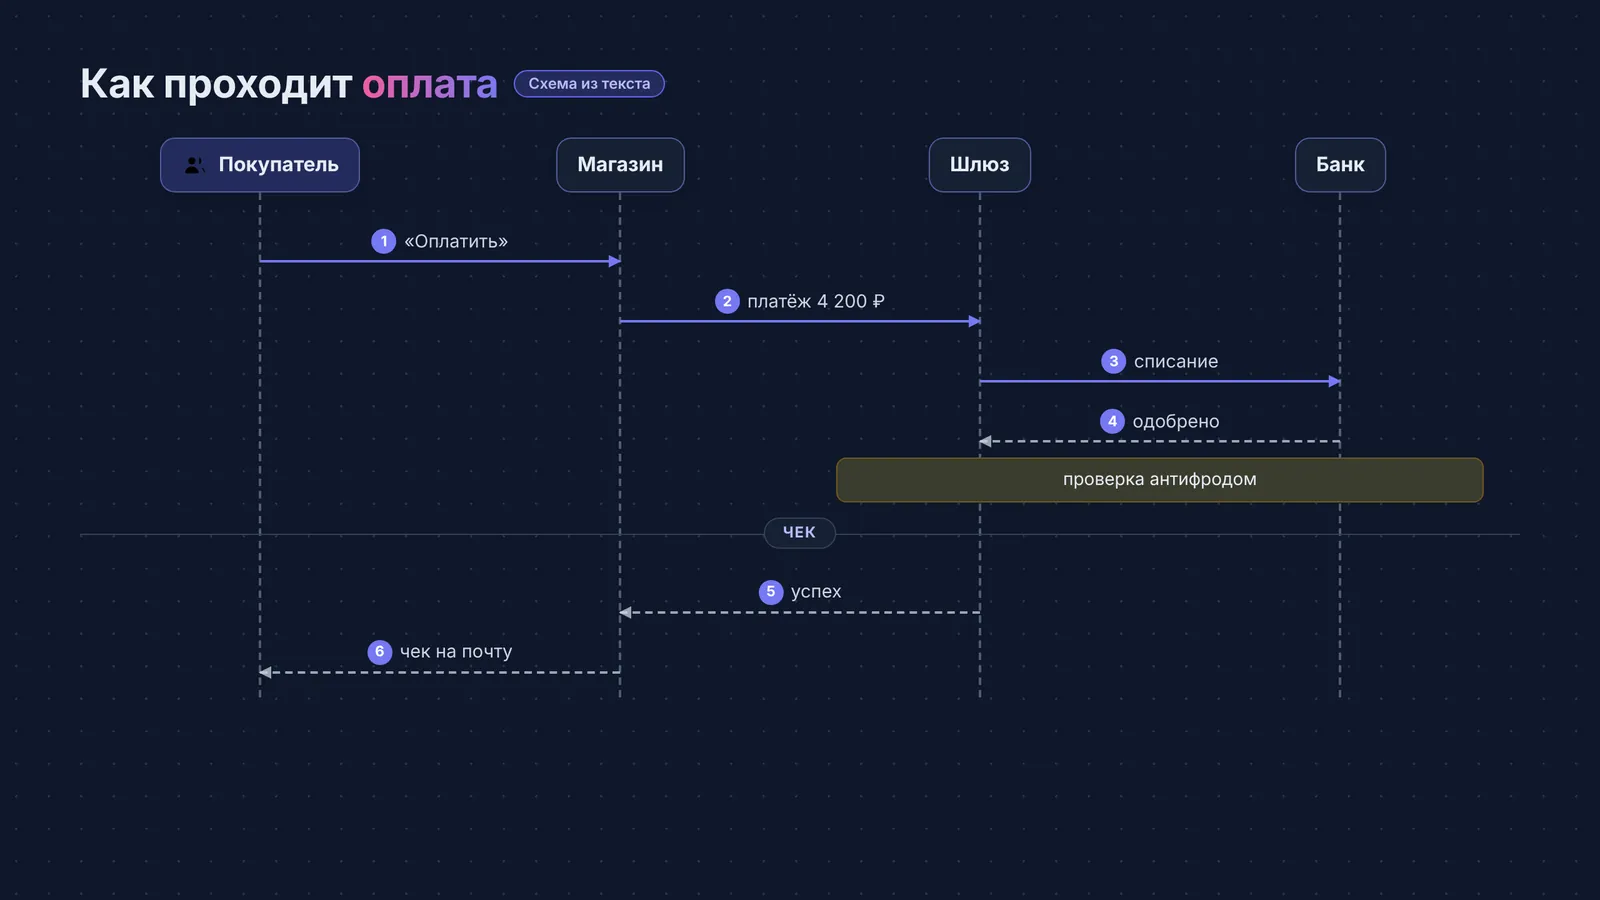 Как проходит оплата
Схема из текста
Покупатель
Магазин
Шлюз
Банк
1 «Оплатить»
2 платёж 4 200 ₽
3 списание
4 одобрено
проверка антифродом
ЧЕК
5 успех
6 чек на почту